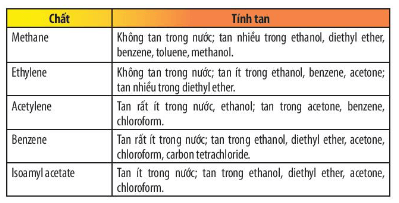 Chất
Tính tan
Methane
Không tan trong nước; tan nhiều trong ethanol, diethyl ether,
benzene, toluene, methanol.
Ethylene
Không tan trong nước; tan ít trong ethanol, benzene, acetone;
tan nhiều trong diethyl ether.
Acetylene
Tan rất ít trong nước, ethanol; tan trong acetone, benzene,
chloroform.
Benzene
Tan rất ít trong nước; tan trong ethanol, diethyl ether, acetone,
chloroform, carbon tetrachloride.
Isoamyl acetate
Tan ít trong nước; tan trong ethanol, diethyl ether, acetone,
chloroform.